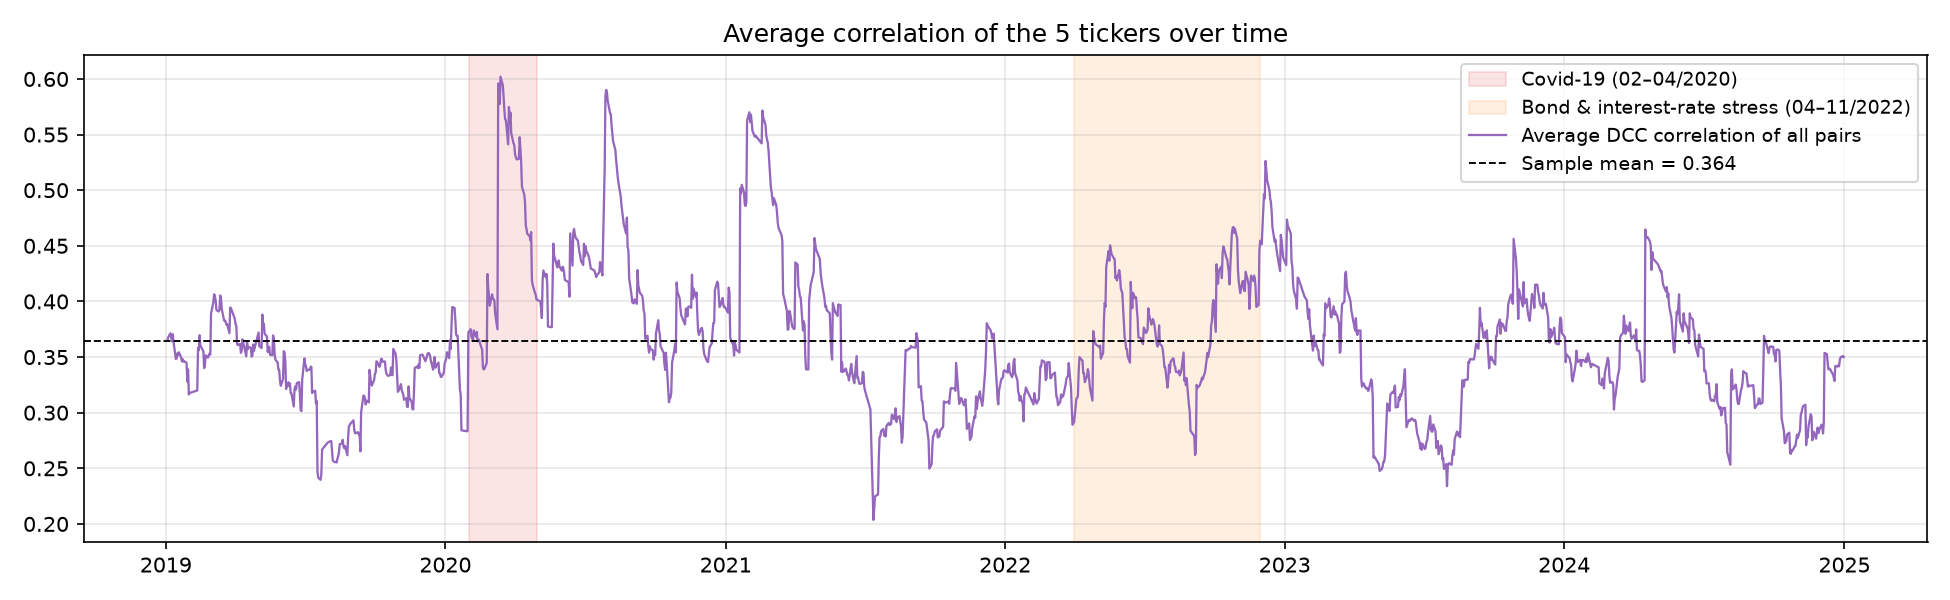 Average correlation of the 5 tickers over time
Covid-19 (02–04/2020)
Bond & interest-rate stress (04–11/2022)
Average DCC correlation of all pairs
Sample mean = 0.364
0.60
0.55
0.50
0.45
0.40
0.35
0.30
0.25
0.20
2019 2020 2021 2022 2023 2024 2025